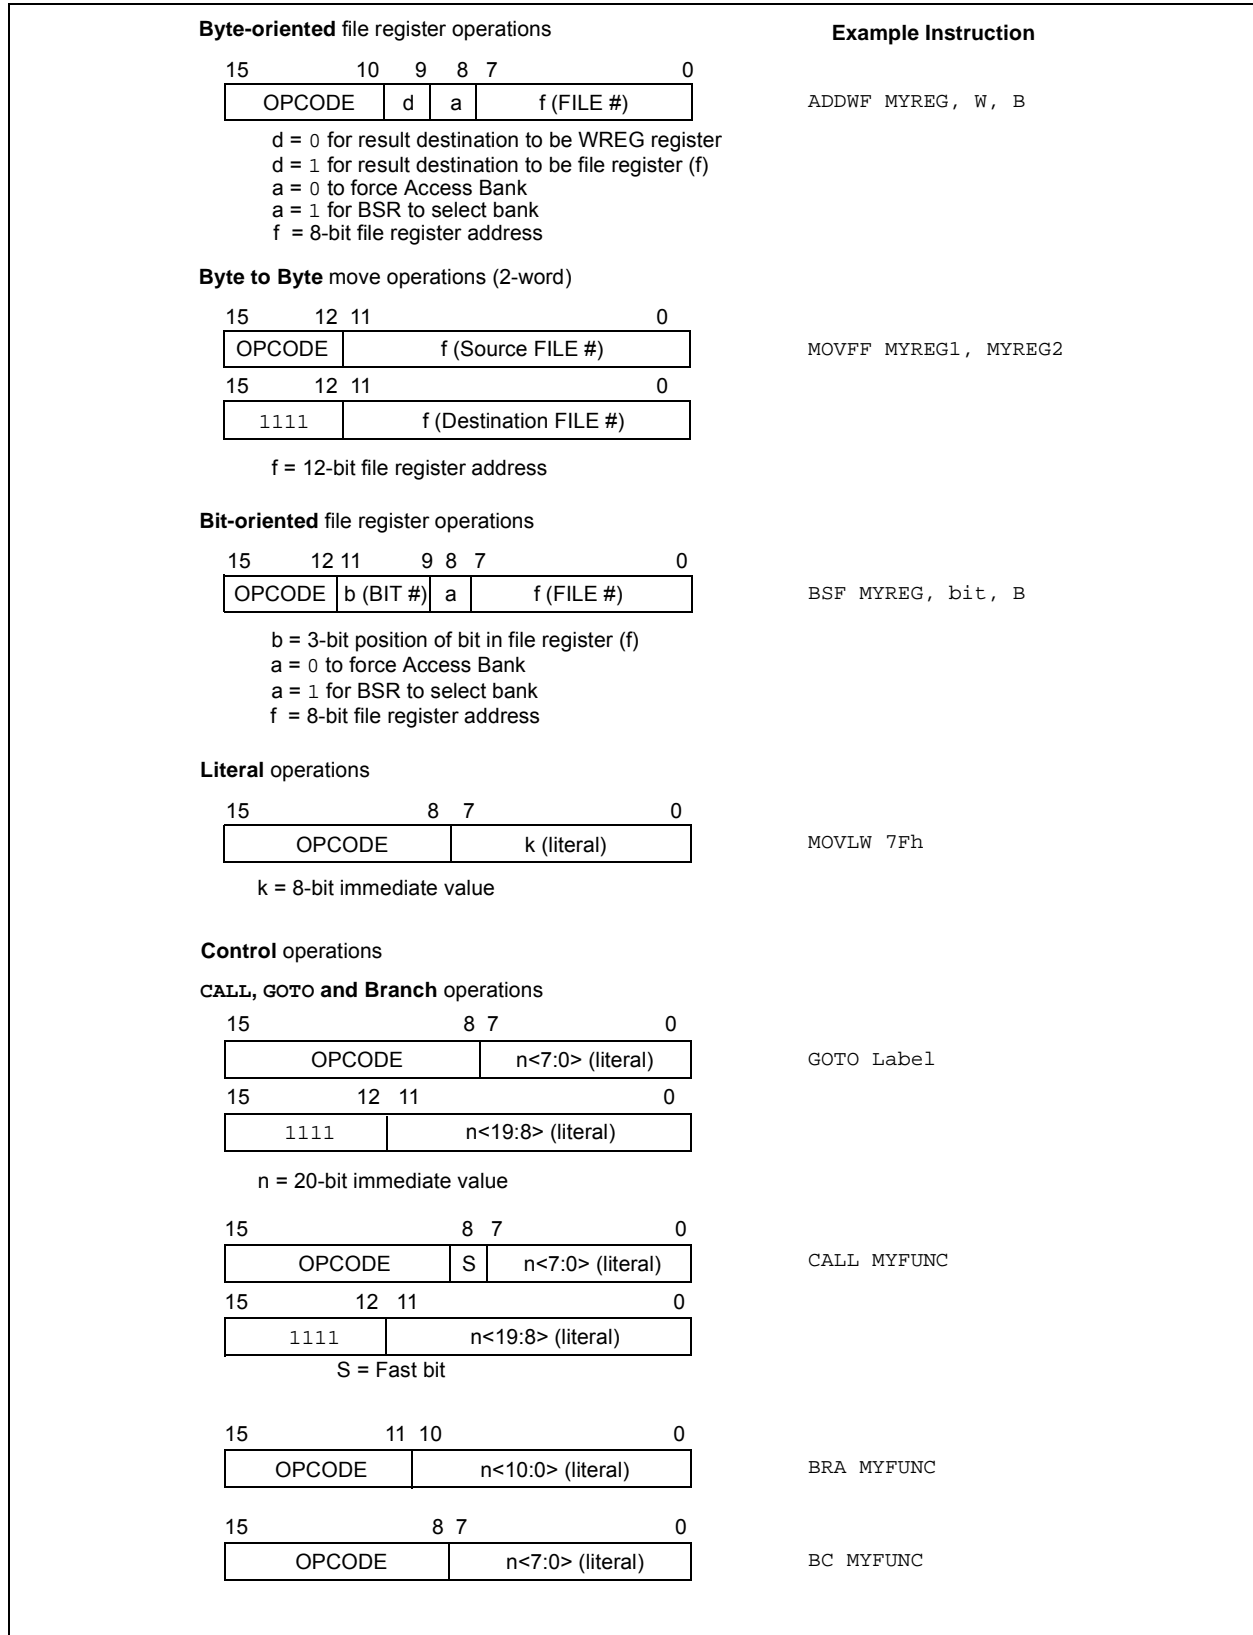 Byte-oriented file register operations Example Instruction
15 10 9 8 7 0
OPCODE d a f (FILE #) ADDWF MYREG, W, B
d = 0 for result destination to be WREG register
d = 1 for result destination to be file register (f)
a = 0 to force Access Bank
a = 1 for BSR to select bank
f = 8-bit file register address
Byte to Byte move operations (2-word)
15 12 11 0
OPCODE f (Source FILE #) MOVFF MYREG1, MYREG2
15 12 11 0
1111 f (Destination FILE #)
f = 12-bit file register address
Bit-oriented file register operations
15 12 11 9 8 7 0
OPCODE b (BIT #) a f (FILE #) BSF MYREG, bit, B
b = 3-bit position of bit in file register (f)
a = 0 to force Access Bank
a = 1 for BSR to select bank
f = 8-bit file register address
Literal operations
15 8 7 0
OPCODE k (literal) MOVLW 7Fh
k = 8-bit immediate value
Control operations
CALL, GOTO and Branch operations
15 8 7 0
OPCODE n<7:0> (literal) GOTO Label
15 12 11 0
1111 n<19:8> (literal)
n = 20-bit immediate value
15 8 7 0
OPCODE S n<7:0> (literal) CALL MYFUNC
15 12 11 0
1111 n<19:8> (literal)
S = Fast bit
15 11 10 0
OPCODE n<10:0> (literal) BRA MYFUNC
15 8 7 0
OPCODE n<7:0> (literal) BC MYFUNC